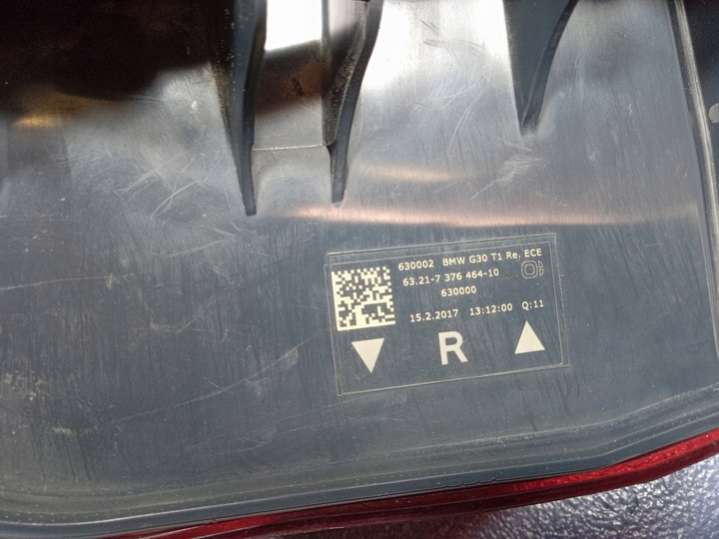 630002 BMW G30 T1 Re. ECE
63.21-7 376 464-10
630000
15.2.2017 13:12:00 Q:11
R